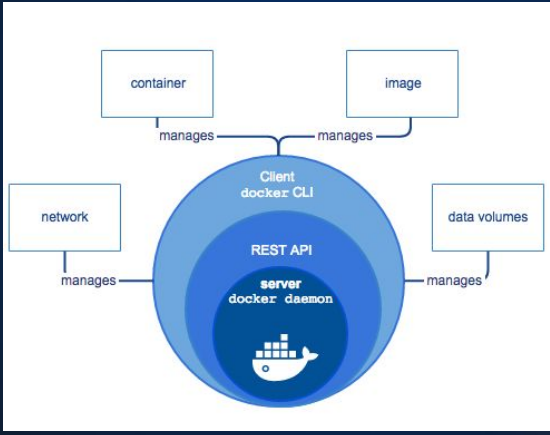 container
image
manages
manages
Client
docker CLI
network
data volumes
REST API
manages
server
docker daemon
manages